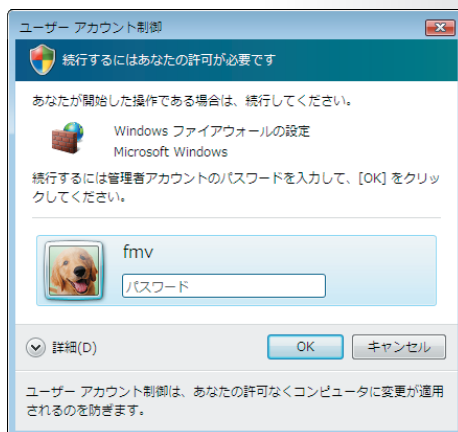 ユーザー アカウント制御
続行するにはあなたの許可が必要です
あなたが開始した操作である場合は、続行してください。
Windows ファイアウォールの設定
Microsoft Windows
続行するには管理者アカウントのパスワードを入力して、[OK] をクリッ
クしてください。
fmv
パスワード
詳細(D)
OK
キャンセル
ユーザー アカウント制御は、あなたの許可なくコンピュータに変更が適用
されるのを防ぎます。